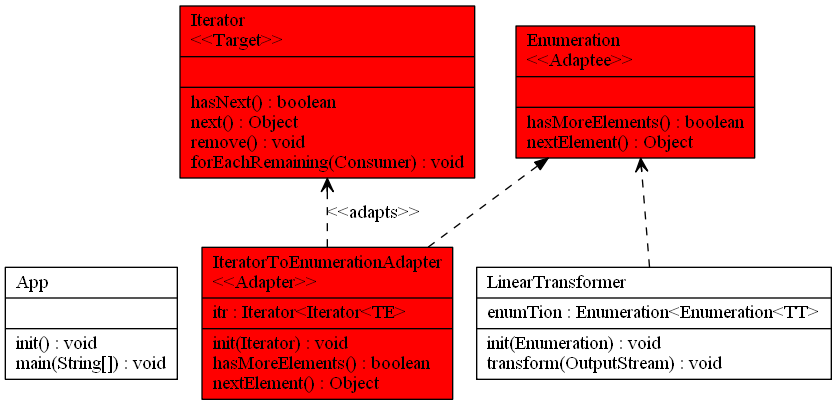 Iterator
<<Target>>
hasNext() : boolean
next() : Object
remove() : void
forEachRemaining(Consumer) : void
Enumeration
<<Adaptee>>
hasMoreElements() : boolean
nextElement() : Object
<<adapts>>
App
init() : void
main(String[]) : void
IteratorToEnumerationAdapter
<<Adapter>>
itr : Iterator<Iterator<TE>
init(Iterator) : void
hasMoreElements() : boolean
nextElement() : Object
LinearTransformer
enumTion : Enumeration<Enumeration<TT>
init(Enumeration) : void
transform(OutputStream) : void